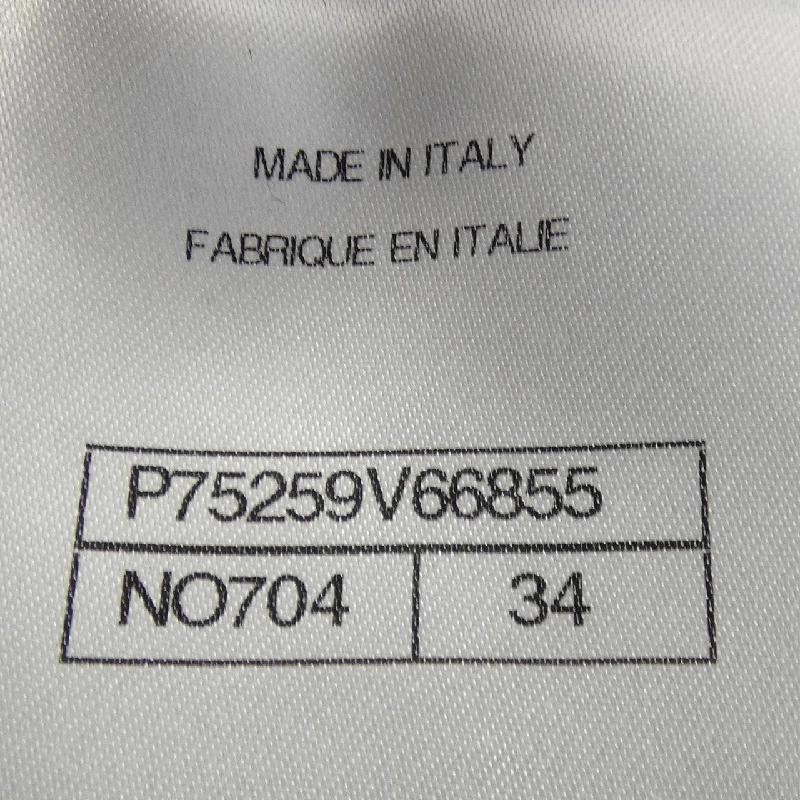 MADE IN ITALY
FABRIQUE EN ITALIE
P75259V66855
NO704 34